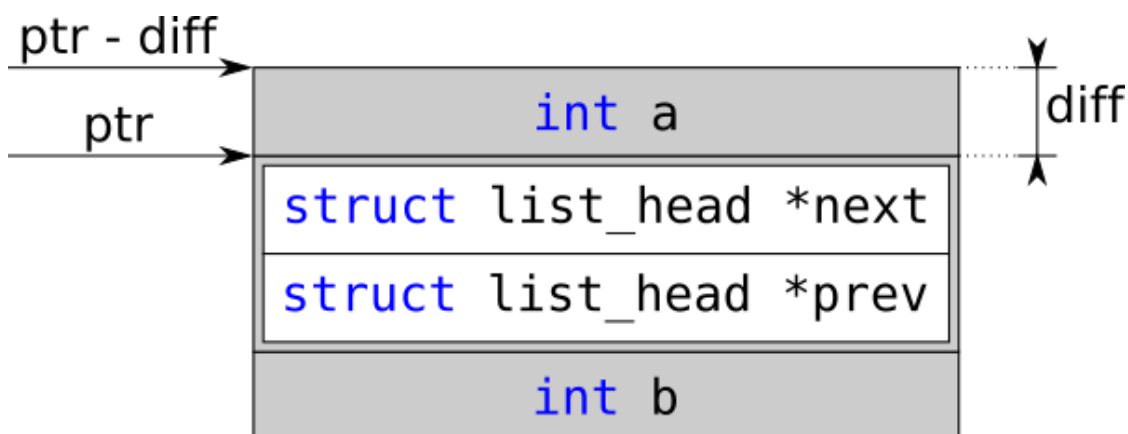 ptr - diff
ptr
int a
diff
struct list_head *next
struct list_head *prev
int b